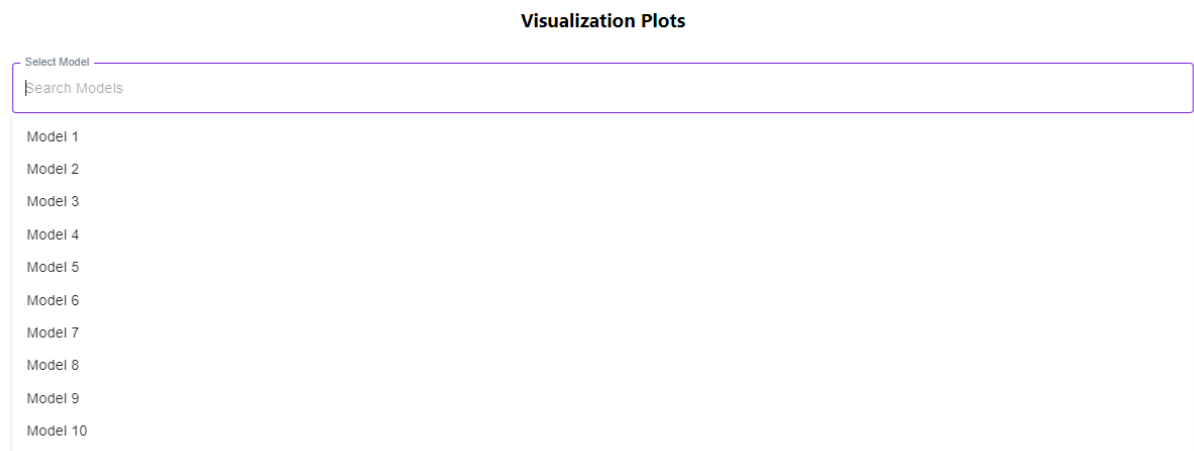 Visualization Plots
Select Model
Search Models
Model 1
Model 2
Model 3
Model 4
Model 5
Model 6
Model 7
Model 8
Model 9
Model 10